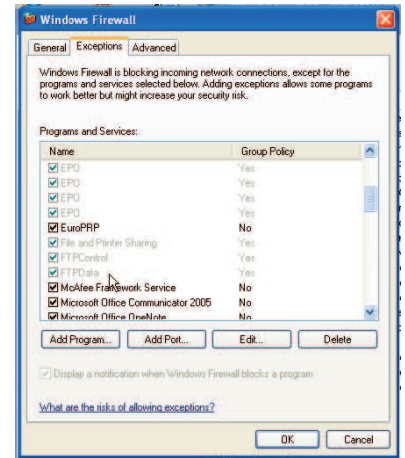 Windows Firewall
General Exceptions Advanced
Windows Firewall is blocking incoming network connections, except for the
programs and services selected below. Adding exceptions allows some programs
to work better but might increase your security risk.
Programs and Services:
Name Group Policy
EPO Yes
EPO Yes
EPO Yes
EPO Yes
EuroPRP No
File and Printer Sharing Yes
FTPControl Yes
FTPData Yes
McAfee Framework Service No
Microsoft Office Communicator 2005 No
Microsoft Office OneNote No
Add Program... Add Port... Edit... Delete
Display a notification when Windows Firewall blocks a program
What are the risks of allowing exceptions?
OK Cancel